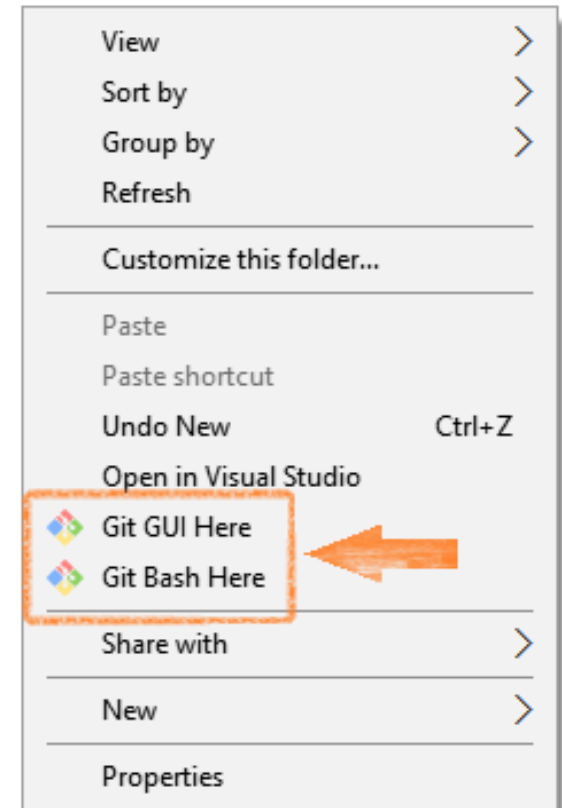 View
Sort by
Group by
Refresh
Customize this folder...
Paste
Paste shortcut
Undo New Ctrl+Z
Open in Visual Studio
Git GUI Here
Git Bash Here
Share with
New
Properties